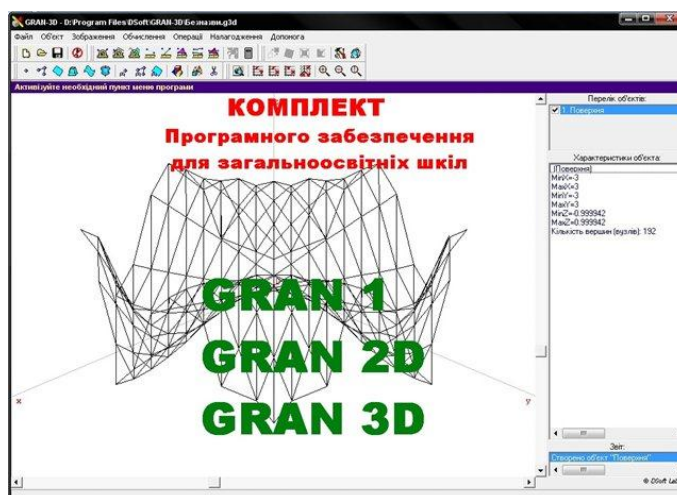 GRAN-3D - D:\Program Files\DSoft\GRAN-3D\Безназви.g3d
Файл Об'єкт Зображення Обчислення Операції Налагодження Допомога
Активізуйте необхідний пункт меню програми
КОМПЛЕКТ
Програмного забезпечення
для загальноосвітніх шкіл
GRAN 1
GRAN 2D
GRAN 3D
x
y
Перелік об'єктів:
1. Поверхня
Характеристики об'єкта:
(Поверхня)
MinX=-3
MaxX=3
MinY=-3
MaxY=3
MinZ=-0.999942
MaxZ=0.999942
Кількість вершин (вузлів): 192
Звіт:
Створено об'єкт "Поверхня"
© DSoft Lab